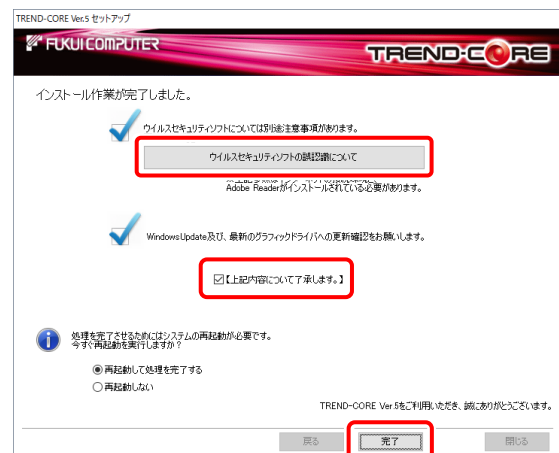 TREND-CORE Ver.5 セットアップ
FUKUI COMPUTER
TREND-CORE
インストール作業が完了しました。
ウイルスセキュリティソフトについては別途注意事項があります。
ウイルスセキュリティソフトの誤認識について
Adobe Readerがインストールされている必要があります。
WindowsUpdate及び、最新のグラフィックドライバへの更新確認をお願いします。
【上記内容について了承します。】
処理を完了させるためにはシステムの再起動が必要です。
今すぐ再起動を実行しますか？
再起動して処理を完了する
再起動しない
TREND-CORE Ver.5をご利用いただき、誠にありがとうございます。
戻る
完了
閉じる